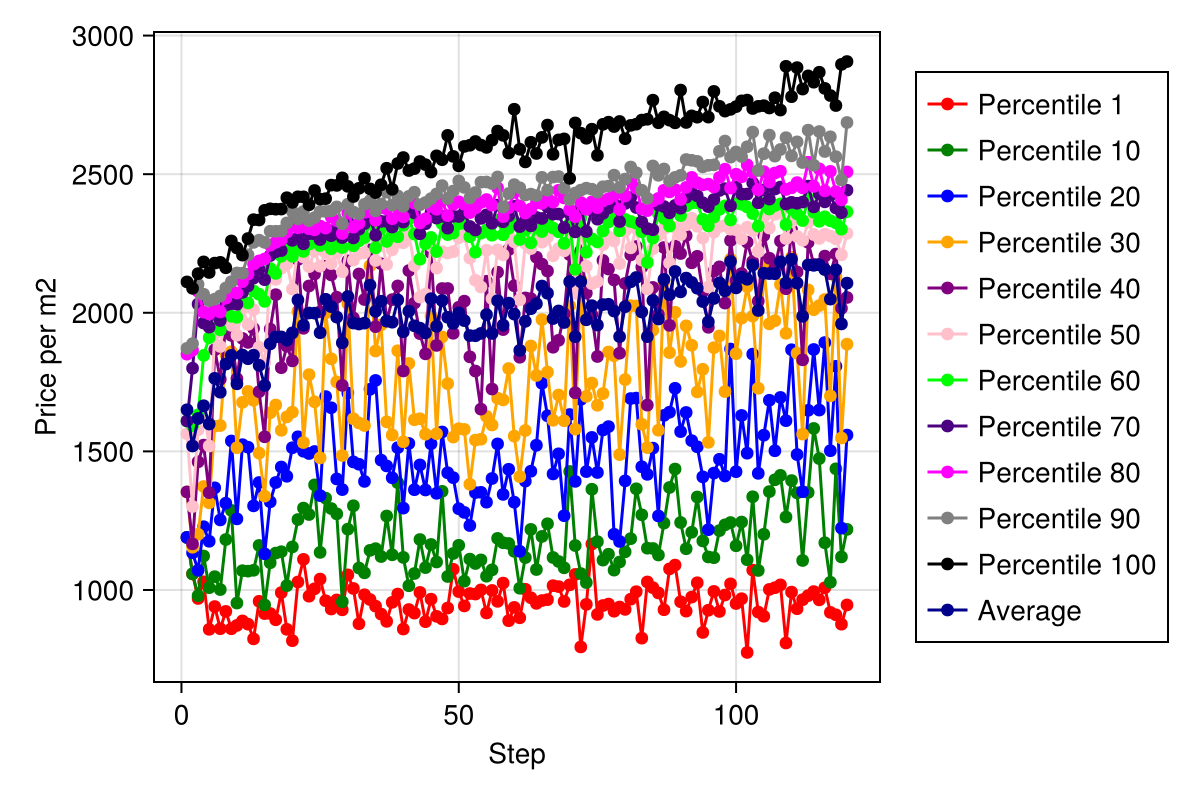 3000
2500
2000
1500
1000
Price per m2
0
50
100
Step
Percentile 1
Percentile 10
Percentile 20
Percentile 30
Percentile 40
Percentile 50
Percentile 60
Percentile 70
Percentile 80
Percentile 90
Percentile 100
Average